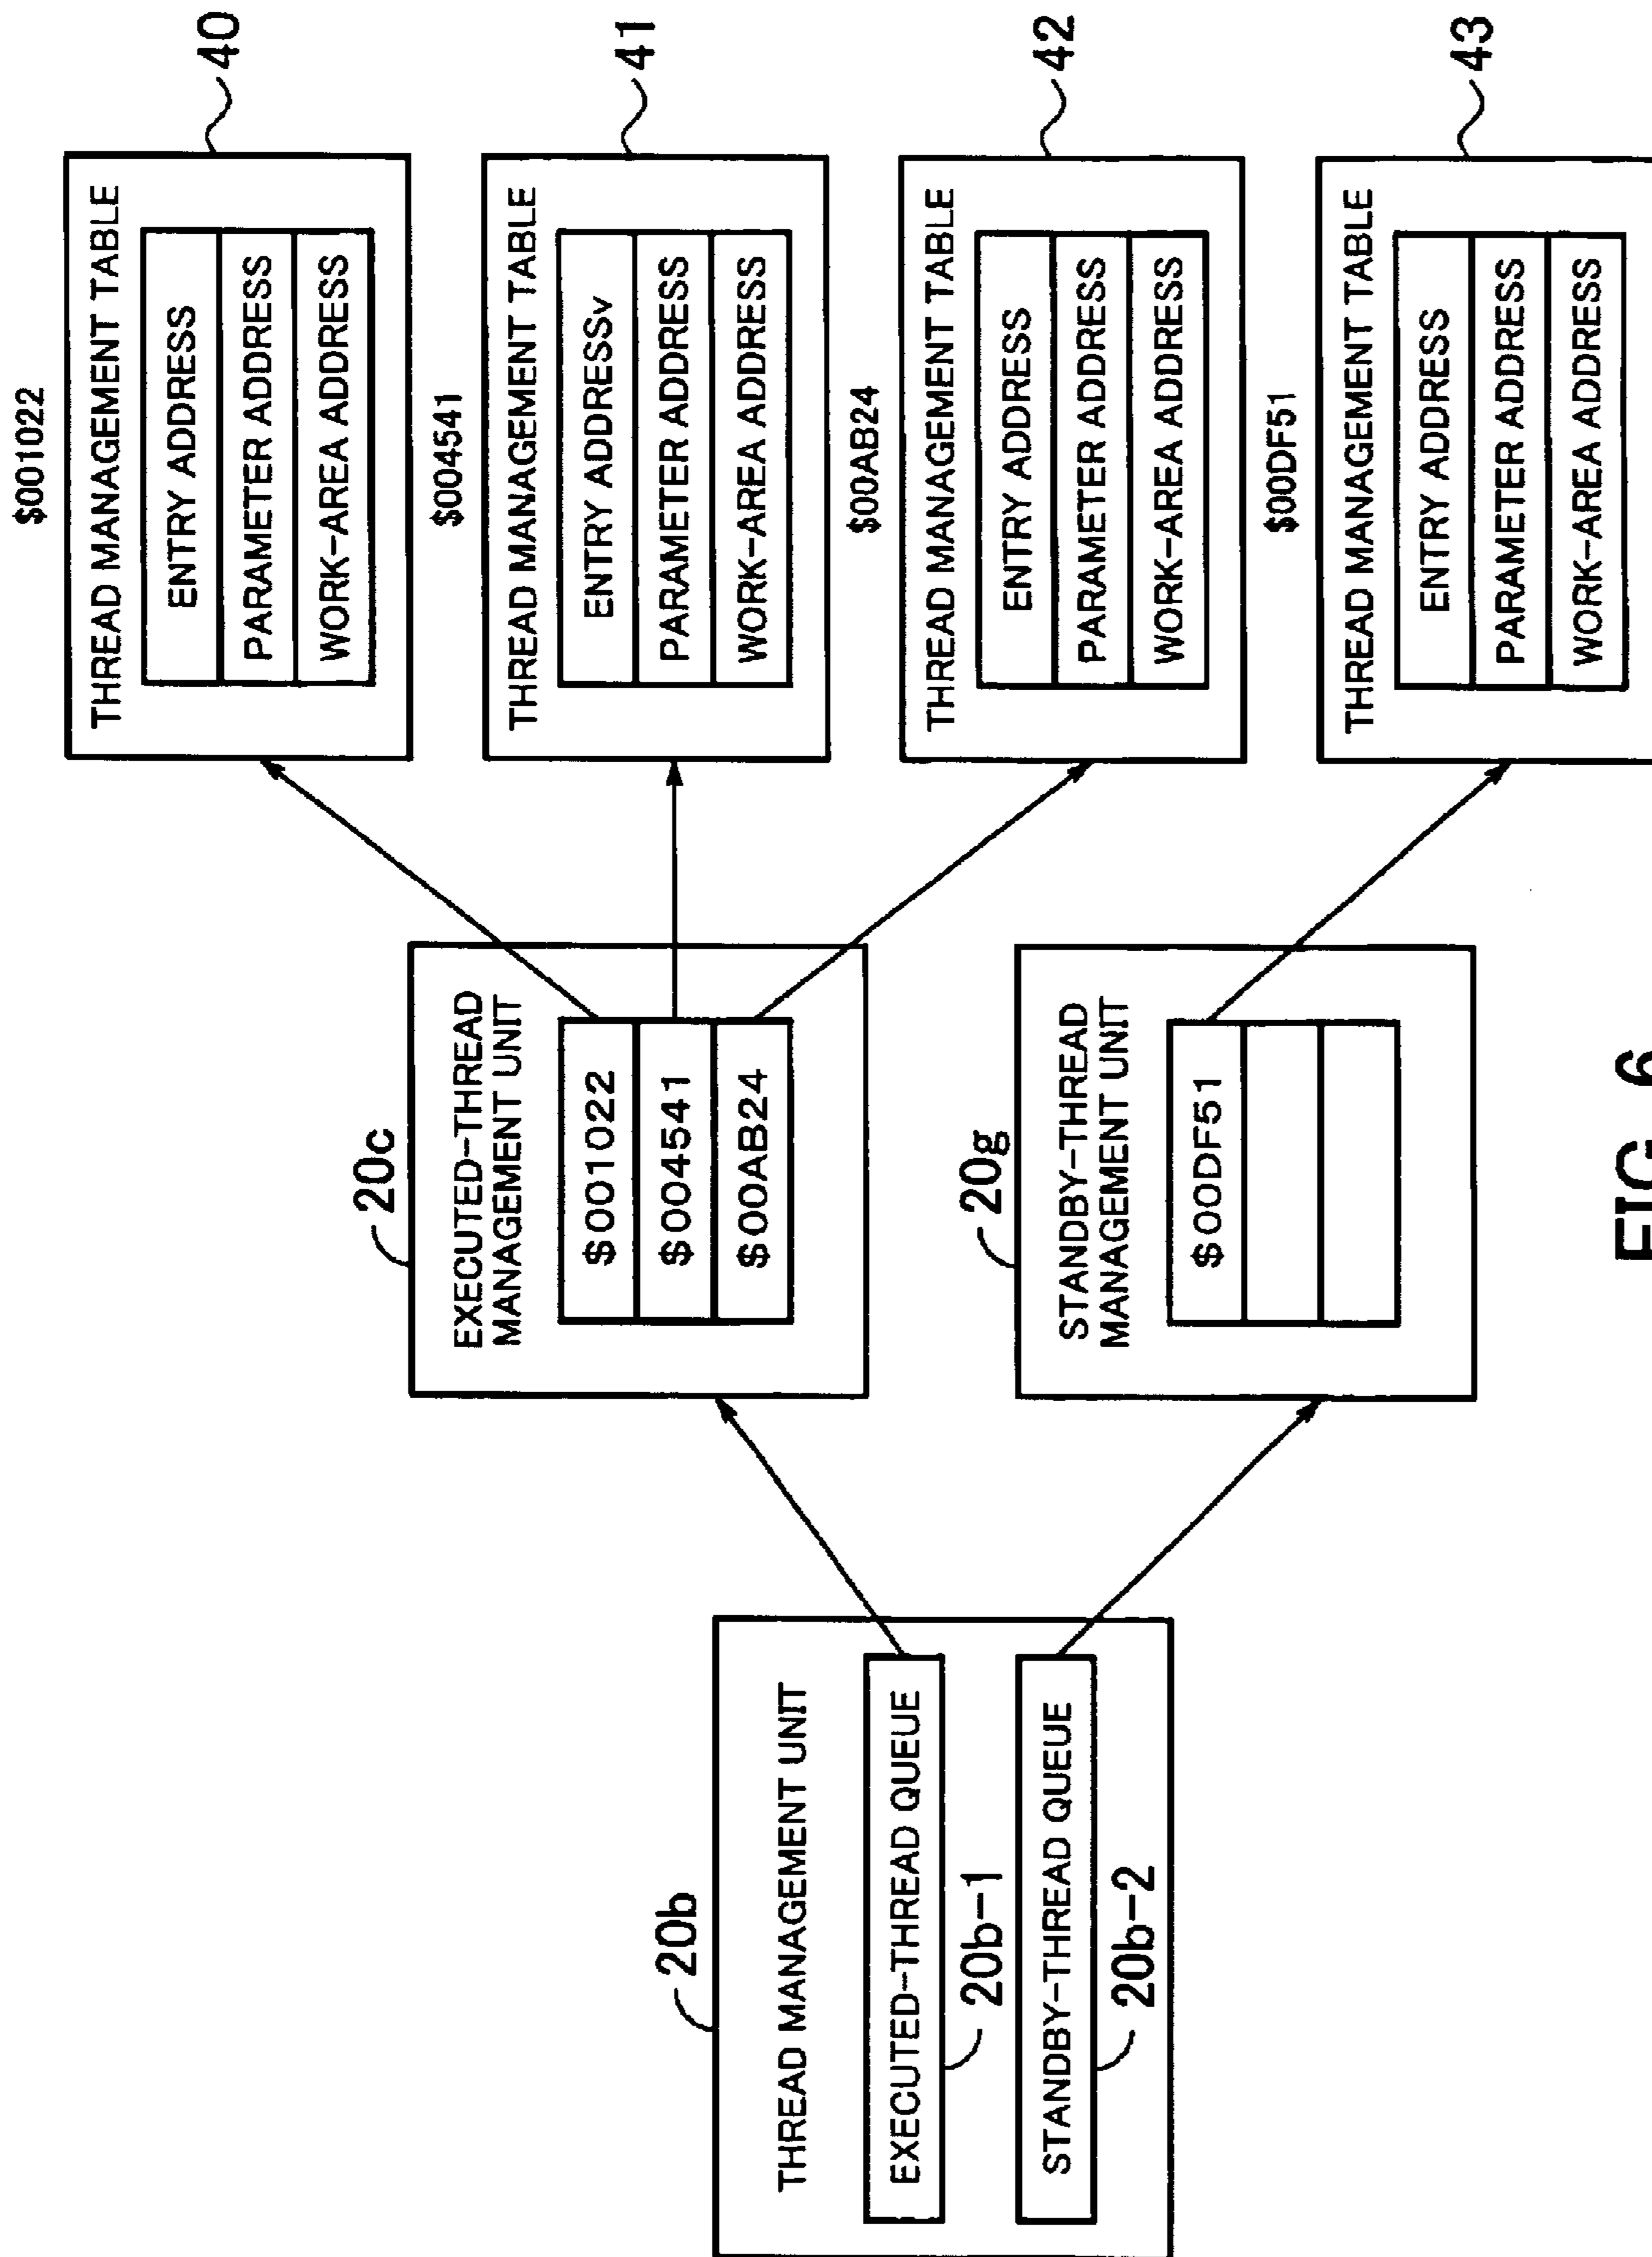 20b
THREAD MANAGEMENT UNIT
EXECUTED-THREAD QUEUE
20b-1
STANDBY-THREAD QUEUE
20b-2
20c
EXECUTED-THREAD
MANAGEMENT UNIT
$001022
$004541
$00AB24
20g
STANDBY-THREAD
MANAGEMENT UNIT
$00DF51
$001022
THREAD MANAGEMENT TABLE
40
ENTRY ADDRESS
PARAMETER ADDRESS
WORK-AREA ADDRESS
$004541
THREAD MANAGEMENT TABLE
41
ENTRY ADDRESSv
PARAMETER ADDRESS
WORK-AREA ADDRESS
$00AB24
THREAD MANAGEMENT TABLE
42
ENTRY ADDRESS
PARAMETER ADDRESS
WORK-AREA ADDRESS
$00DF51
THREAD MANAGEMENT TABLE
43
ENTRY ADDRESS
PARAMETER ADDRESS
WORK-AREA ADDRESS
FIG. 6